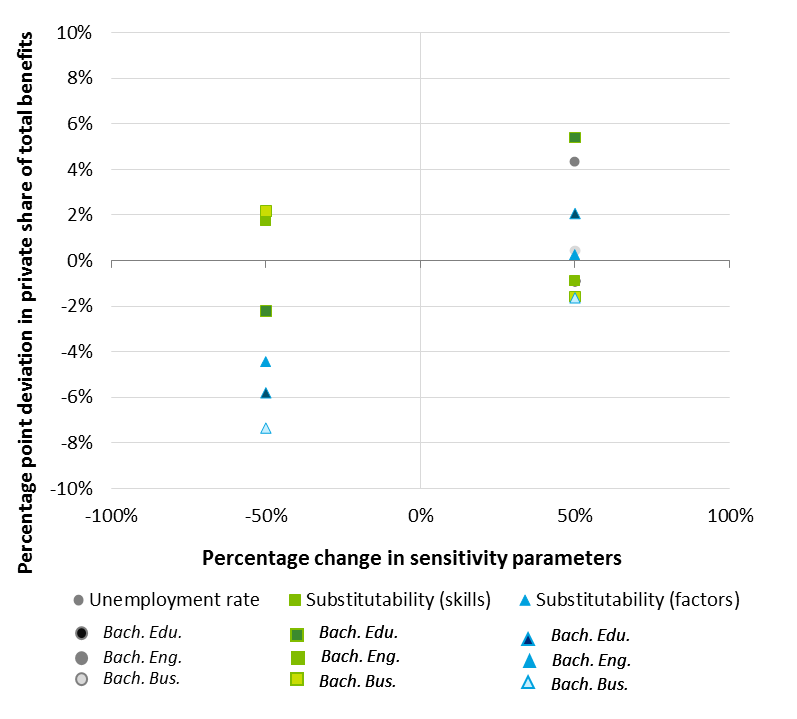 Percentage point deviation in private share of total benefits
10%
8%
6%
4%
2%
0%
-2%
-4%
-6%
-8%
-10%
-100% -50% 0% 50% 100%
Percentage change in sensitivity parameters
Unemployment rate Substitutability (skills) Substitutability (factors)
Bach. Edu. Bach. Edu. Bach. Edu.
Bach. Eng. Bach. Eng. Bach. Eng.
Bach. Bus. Bach. Bus. Bach. Bus.